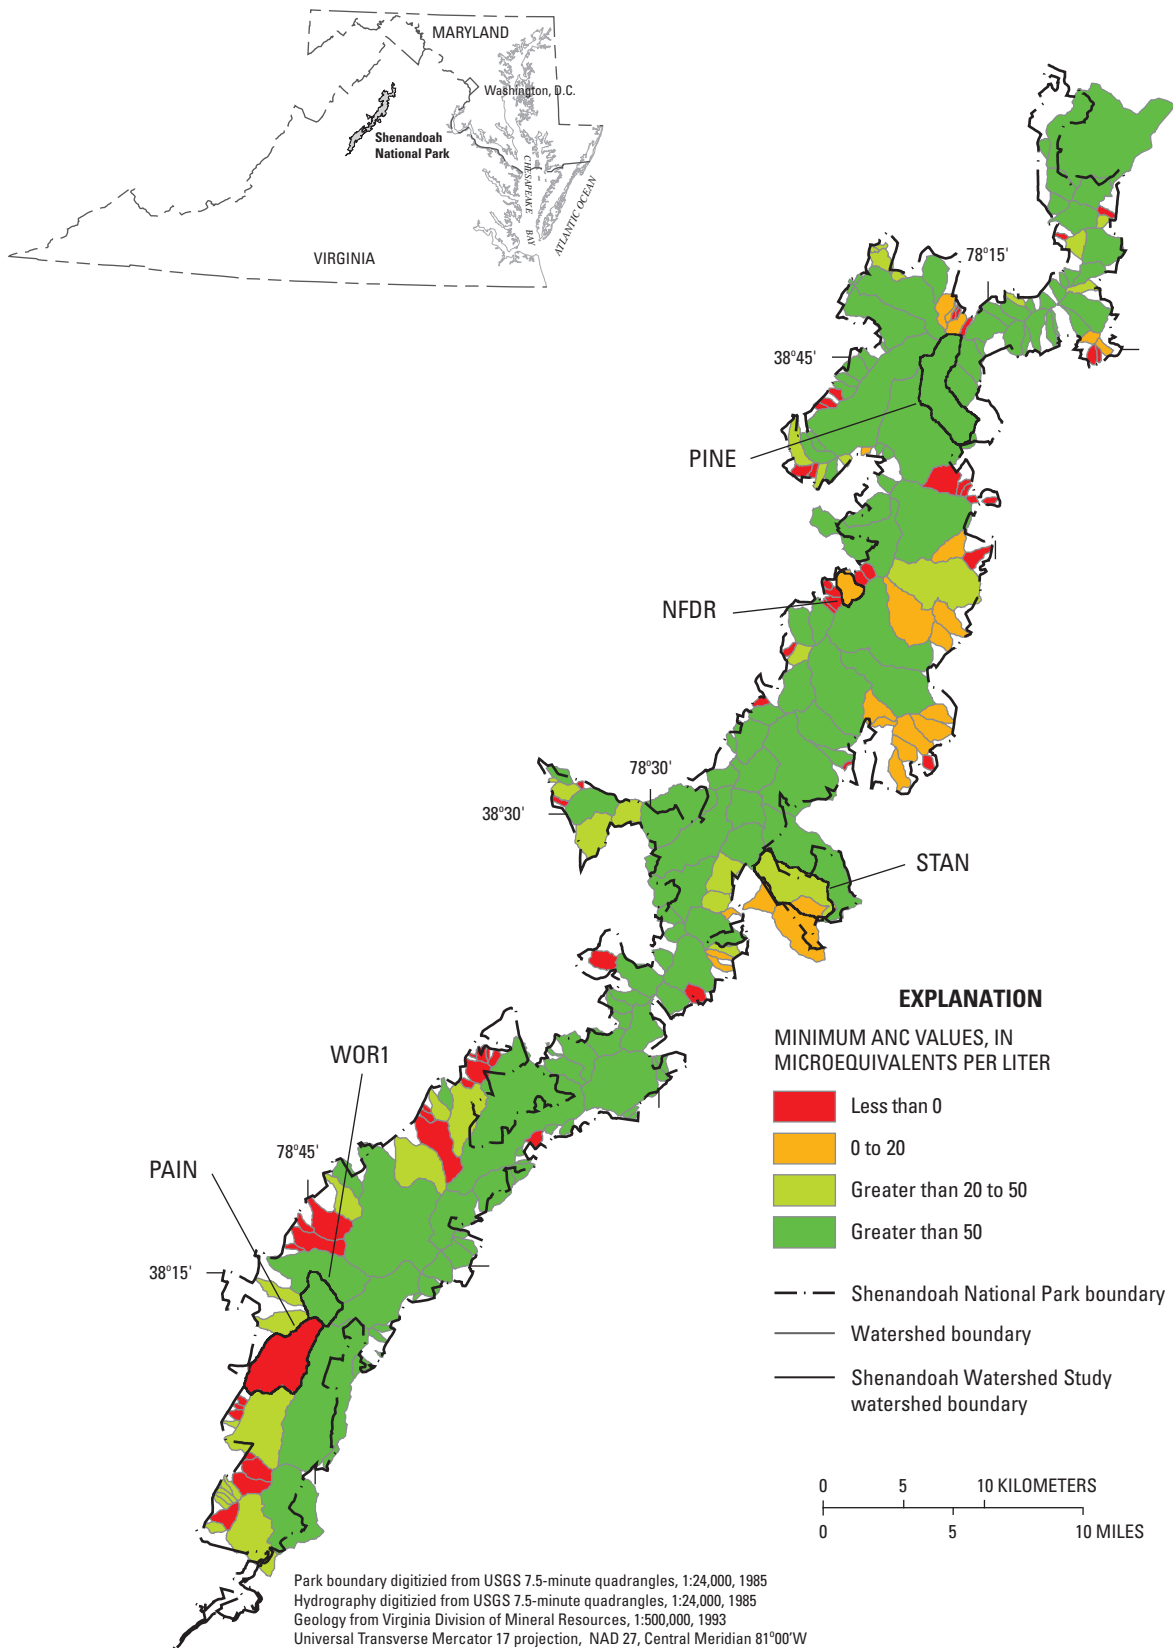 MARYLAND
Washington, D.C.
Shenandoah
National Park
CHESAPEAKE BAY
ATLANTIC OCEAN
VIRGINIA
78°15'
38°45'
PINE
NFDR
78°30'
38°30'
STAN
WOR1
78°45'
PAIN
38°15'
EXPLANATION
MINIMUM ANC VALUES, IN
MICROEQUIVALENTS PER LITER
Less than 0
0 to 20
Greater than 20 to 50
Greater than 50
Shenandoah National Park boundary
Watershed boundary
Shenandoah Watershed Study
watershed boundary
0 5 10 KILOMETERS
0 5 10 MILES
Park boundary digitizied from USGS 7.5-minute quadrangles, 1:24,000, 1985
Hydrography digitizied from USGS 7.5-minute quadrangles, 1:24,000, 1985
Geology from Virginia Division of Mineral Resources, 1:500,000, 1993
Universal Transverse Mercator 17 projection, NAD 27, Central Meridian 81°00'W